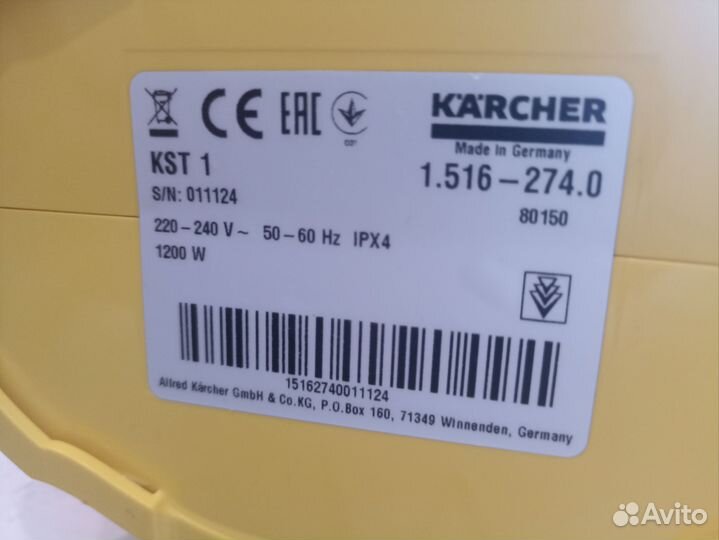 CE EAC
KÄRCHER
Made in Germany
KST 1
1.516-274.0
S/N: 011124
80150
220-240 V~ 50-60 Hz IPX4
1200 W
15162740011124
Alfred Kärcher GmbH & Co.KG, P.O.Box 160, 71349 Winnenden, Germany
Avito